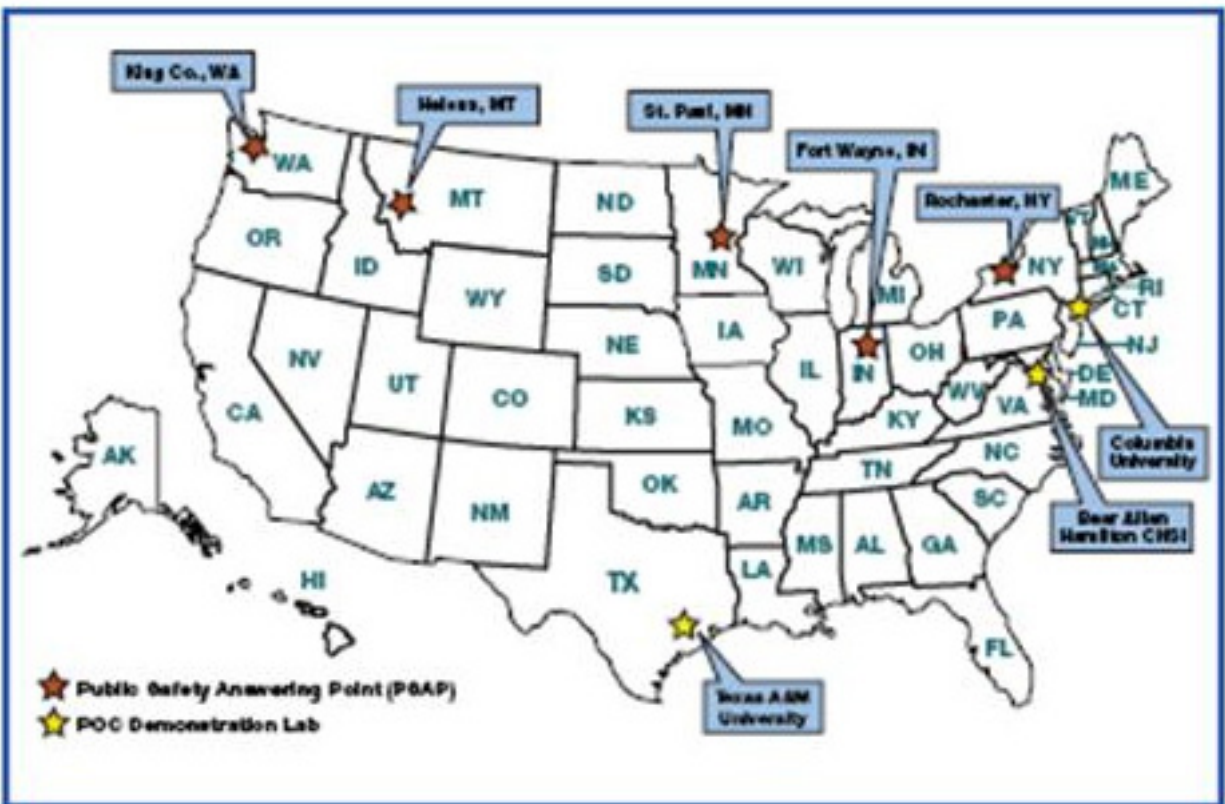 King Co., WA
Helena, MT
St. Paul, MN
Fort Wayne, IN
Rochester, NY
WA
MT
ND
MN
OR
ID
SD
WI
MI
NY
ME
VT
NH
MA
RI
CT
WY
NE
IA
PA
NJ
NV
UT
CO
IL
IN
OH
DE
MD
WV
VA
CA
KS
MO
KY
Columbia
University
AK
AZ
NM
OK
AR
TN
NC
SC
Hamilton
MS
AL
GA
HI
TX
LA
FL
Public Safety Answering Point (PSAP)
POC Demonstration Lab
Texas A&M
University